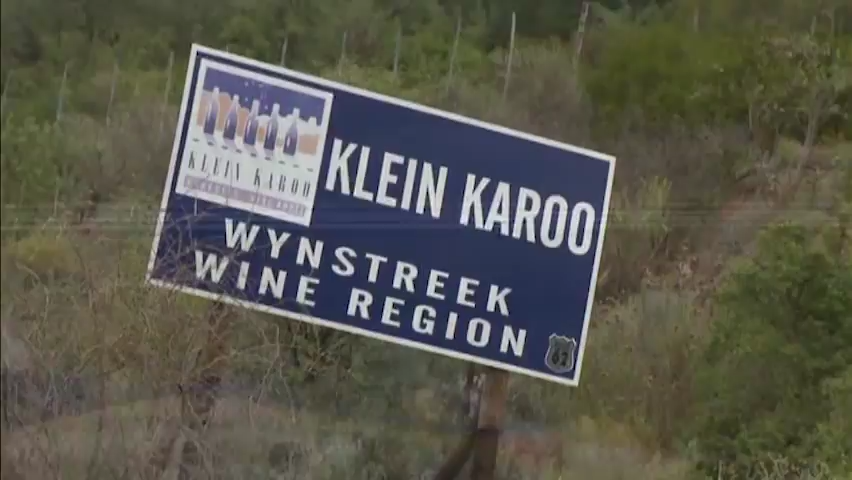 KLEIN KAROO
KLEIN KAROO
WYNSTREEK
WINE REGION
62